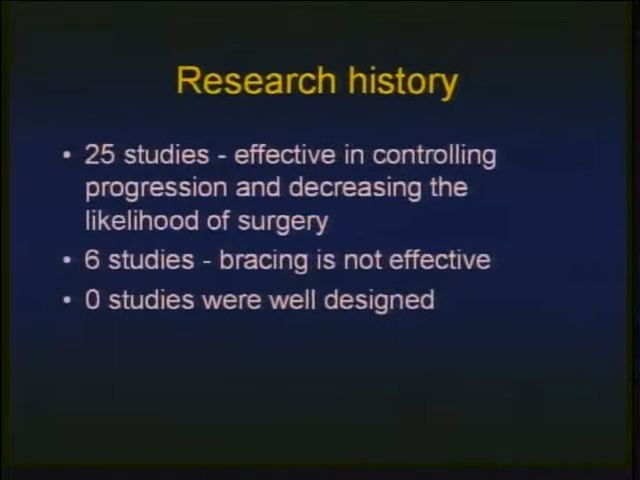 Research history
• 25 studies - effective in controlling
progression and decreasing the
likelihood of surgery
• 6 studies - bracing is not effective
• 0 studies were well designed